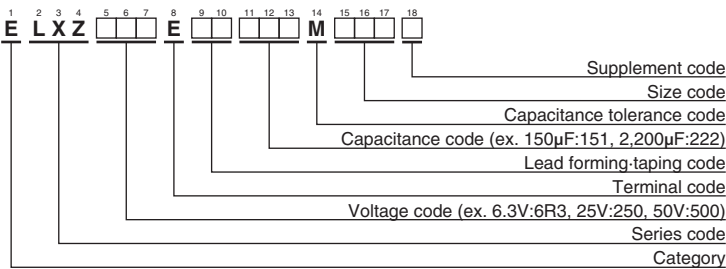 1 2 3 4 5 6 7 8 9 10 11 12 13 14 15 16 17 18
E L X Z E M
Supplement code
Size code
Capacitance tolerance code
Capacitance code (ex. 150µF:151, 2,200µF:222)
Lead forming·taping code
Terminal code
Voltage code (ex. 6.3V:6R3, 25V:250, 50V:500)
Series code
Category